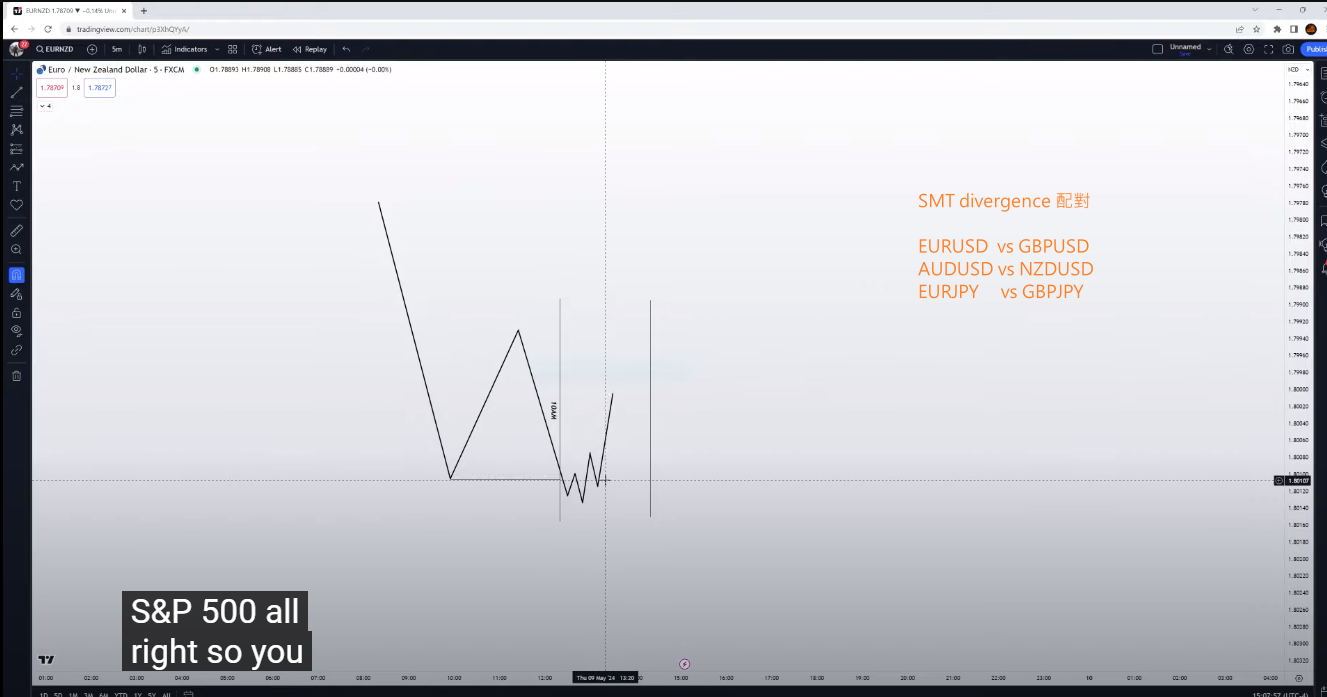 EURNZD 1.78709 ▼ −0.14% Un
tradingview.com/chart/p3XhQYyA/
EURNZD
5m
Indicators
Alert
Replay
Unnamed
Save
Publis
Euro / New Zealand Dollar · 5 · FXCM
O1.78893 H1.78908 L1.78885 C1.78889 −0.00004 (−0.00%)
1.78709 1.8 1.78727
4
NZD
1.79640
1.79660
1.79680
1.79700
1.79720
1.79740
1.79760
1.79780
1.79800
1.79820
1.79840
1.79860
1.79880
1.79900
1.79920
1.79940
1.79960
1.79980
1.80000
1.80020
1.80040
1.80060
1.80080
1.80107
1.80120
1.80140
1.80160
1.80180
1.80200
1.80220
1.80240
1.80260
1.80280
1.80300
1.80320
SMT divergence 配對
EURUSD vs GBPUSD
AUDUSD vs NZDUSD
EURJPY vs GBPJPY
10AM
S&P 500 all
right so you
01:00 02:00 03:00 04:00 05:00 06:00 07:00 08:00 09:00 10:00 11:00 12:00 Thu 09 May '24 13:20 15:00 16:00 17:00 18:00 19:00 20:00 21:00 22:00 23:00 10 01:00 02:00 03:00 04:00
1D 5D 1M 3M 6M YTD 1Y 5Y All
15:07:57 (UTC-4)